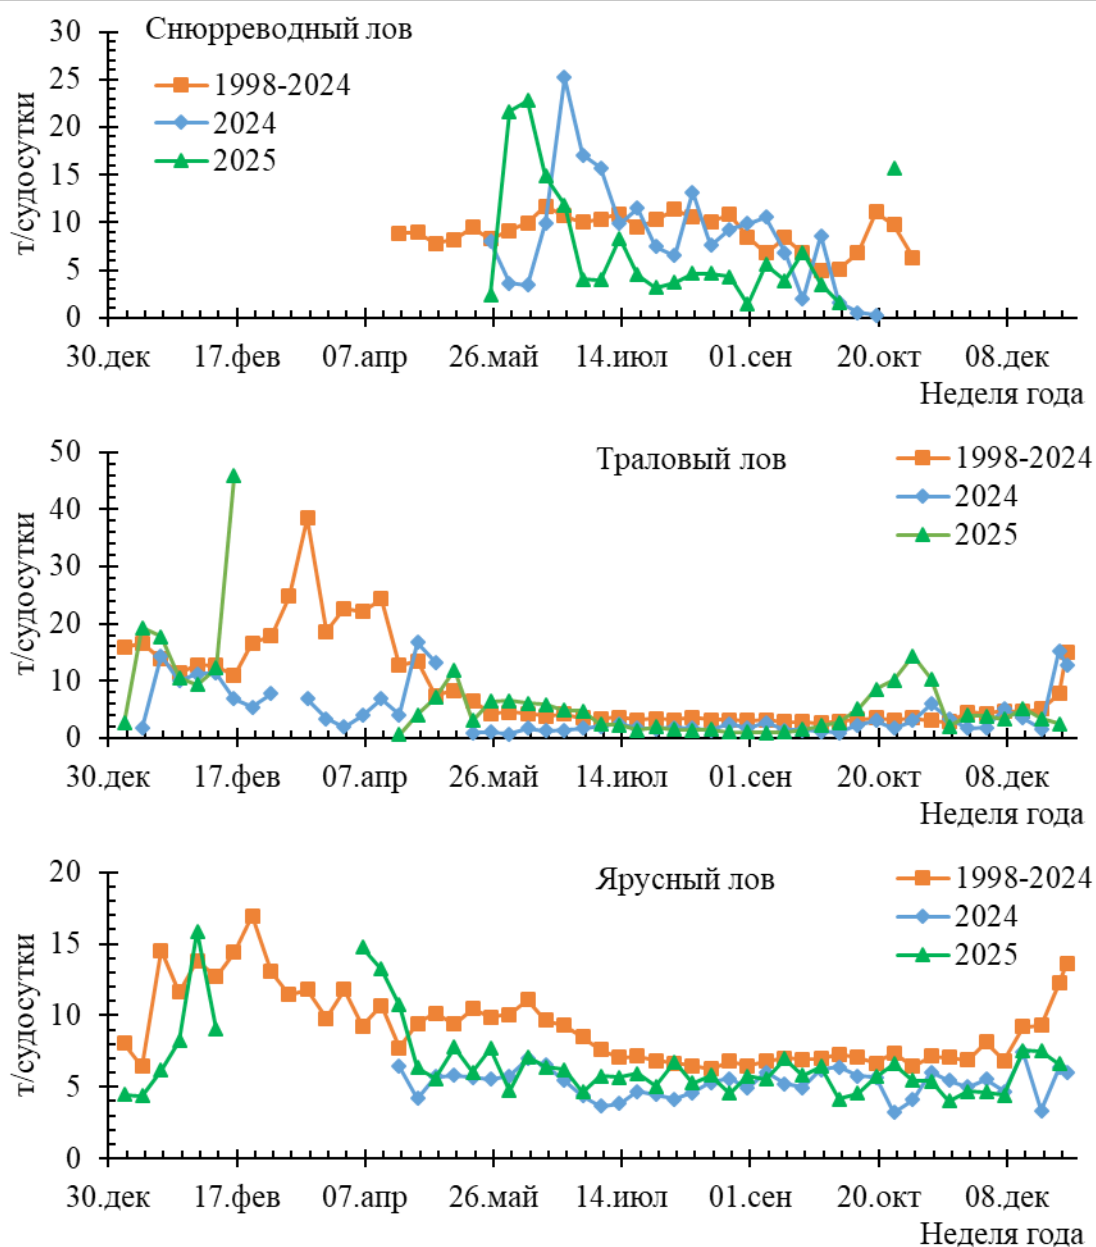 Снюрреводный лов
т/судосутки
30
25
20
15
10
5
0
1998-2024
2024
2025
30.дек 17.фев 07.апр 26.май 14.июл 01.сен 20.окт 08.дек
Неделя года
Траловый лов
т/судосутки
50
40
30
20
10
0
1998-2024
2024
2025
30.дек 17.фев 07.апр 26.май 14.июл 01.сен 20.окт 08.дек
Неделя года
Ярусный лов
т/судосутки
20
15
10
5
0
1998-2024
2024
2025
30.дек 17.фев 07.апр 26.май 14.июл 01.сен 20.окт 08.дек
Неделя года